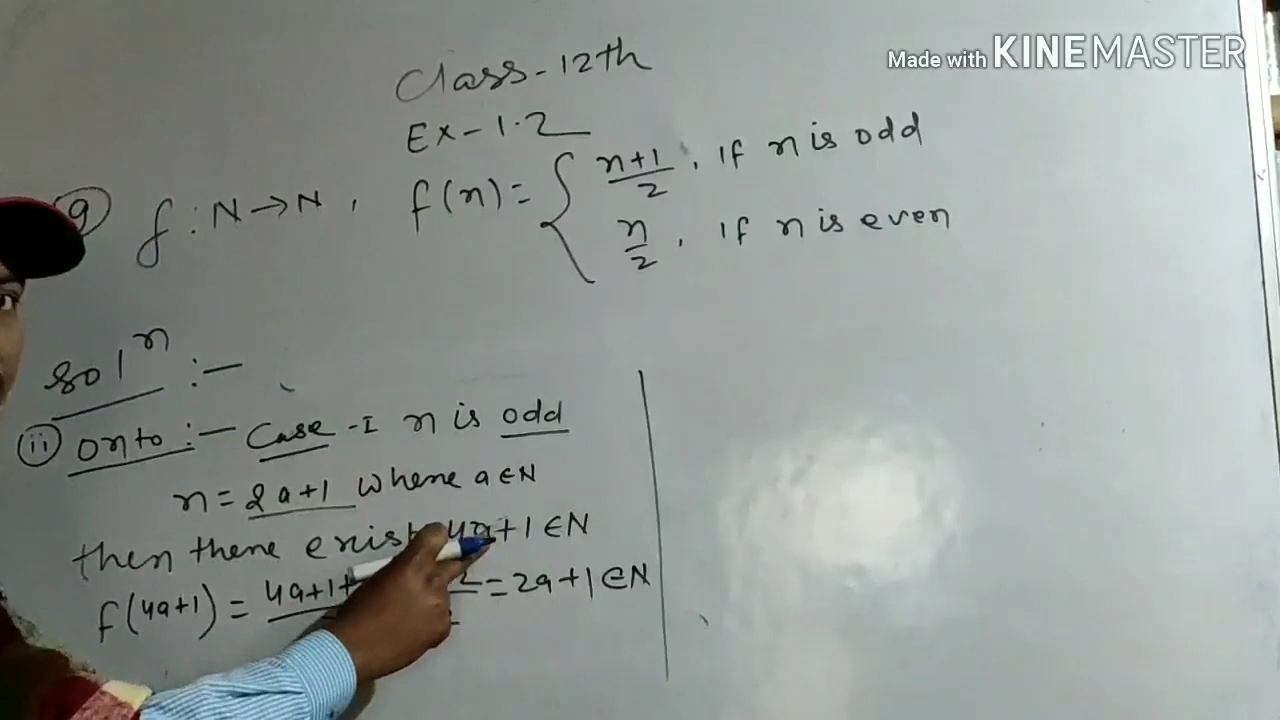 Made with KINEMASTER
Class-12th
Ex-1.2
9 f:N→N, f(n)= { n+1/2, if n is odd
n/2, if n is even
Solⁿ :-
(ii) onto:- Case-I n is odd
n=2a+1 where a∈N
then there exist 4a+1∈N
f(4a+1) = 4a+1+ =2a+1∈N